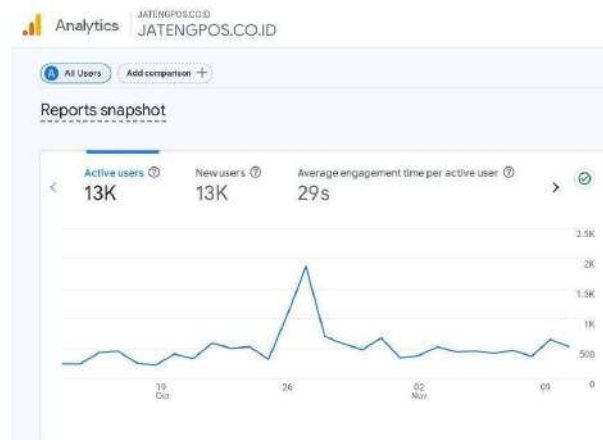 Analytics
JATENGPOS.CO.ID
JATENGPOS.CO.ID
A All Users Add comparison +
Reports snapshot
Active users New users Average engagement time per active user
13K 13K 29s
2.5K
2K
1.5K
1K
500
0
19 26 02 09
Oct Nov